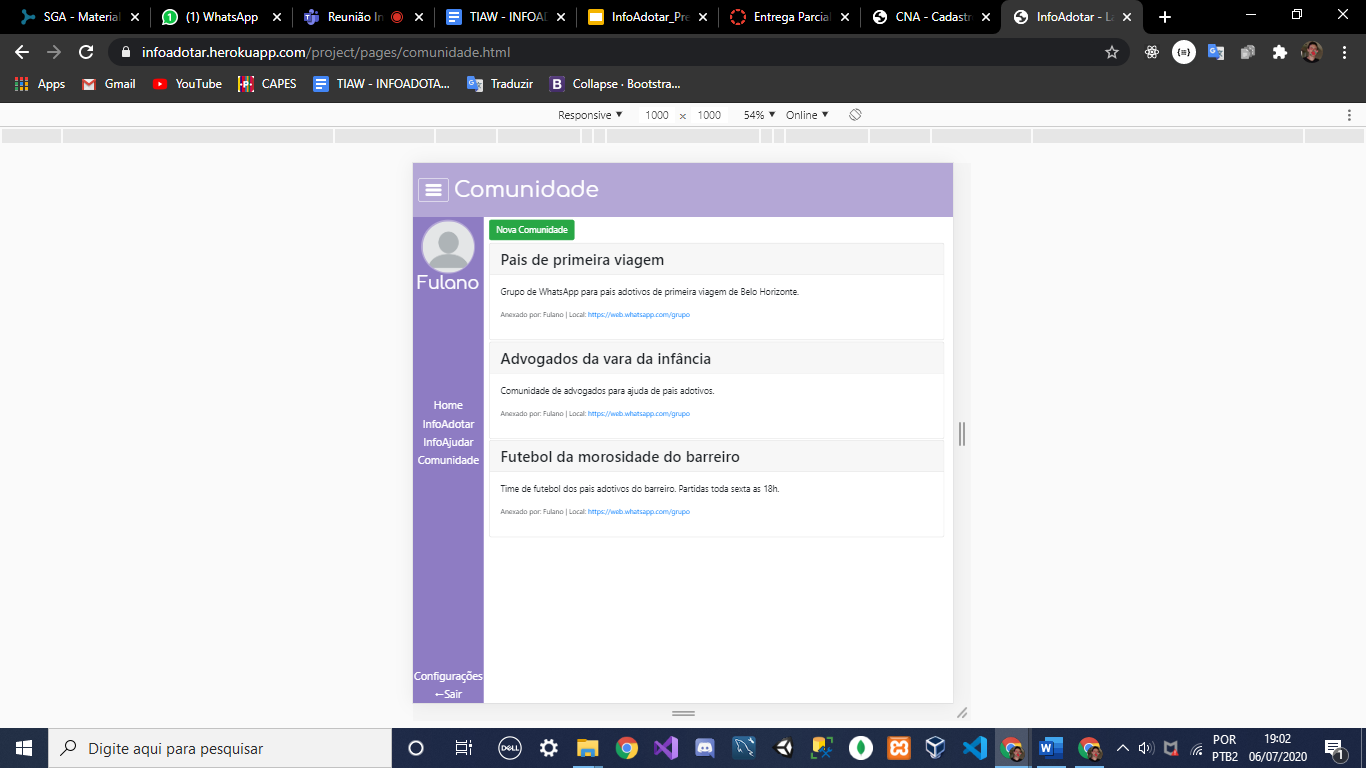 SGA - Material
(1) WhatsApp
Reunião In
TIAW - INFOAD
InfoAdotar_Pre
Entrega Parcial
CNA - Cadastr
InfoAdotar - La
infoadotar.herokuapp.com/project/pages/comunidade.html
Apps
Gmail
YouTube
CAPES
TIAW - INFOADOTA...
Traduzir
Collapse · Bootstra...
Responsive ▼ 1000 × 1000 54% ▼ Online ▼
Comunidade
Fulano
Home
InfoAdotar
InfoAjudar
Comunidade
Configurações
←Sair
Nova Comunidade
Pais de primeira viagem
Grupo de WhatsApp para pais adotivos de primeira viagem de Belo Horizonte.
Anexado por: Fulano | Local: https://web.whatsapp.com/grupo
Advogados da vara da infância
Comunidade de advogados para ajuda de pais adotivos.
Anexado por: Fulano | Local: https://web.whatsapp.com/grupo
Futebol da morosidade do barreiro
Time de futebol dos pais adotivos do barreiro. Partidas toda sexta as 18h.
Anexado por: Fulano | Local: https://web.whatsapp.com/grupo
Digite aqui para pesquisar
DELL
POR
PTB2
19:02
06/07/2020
1